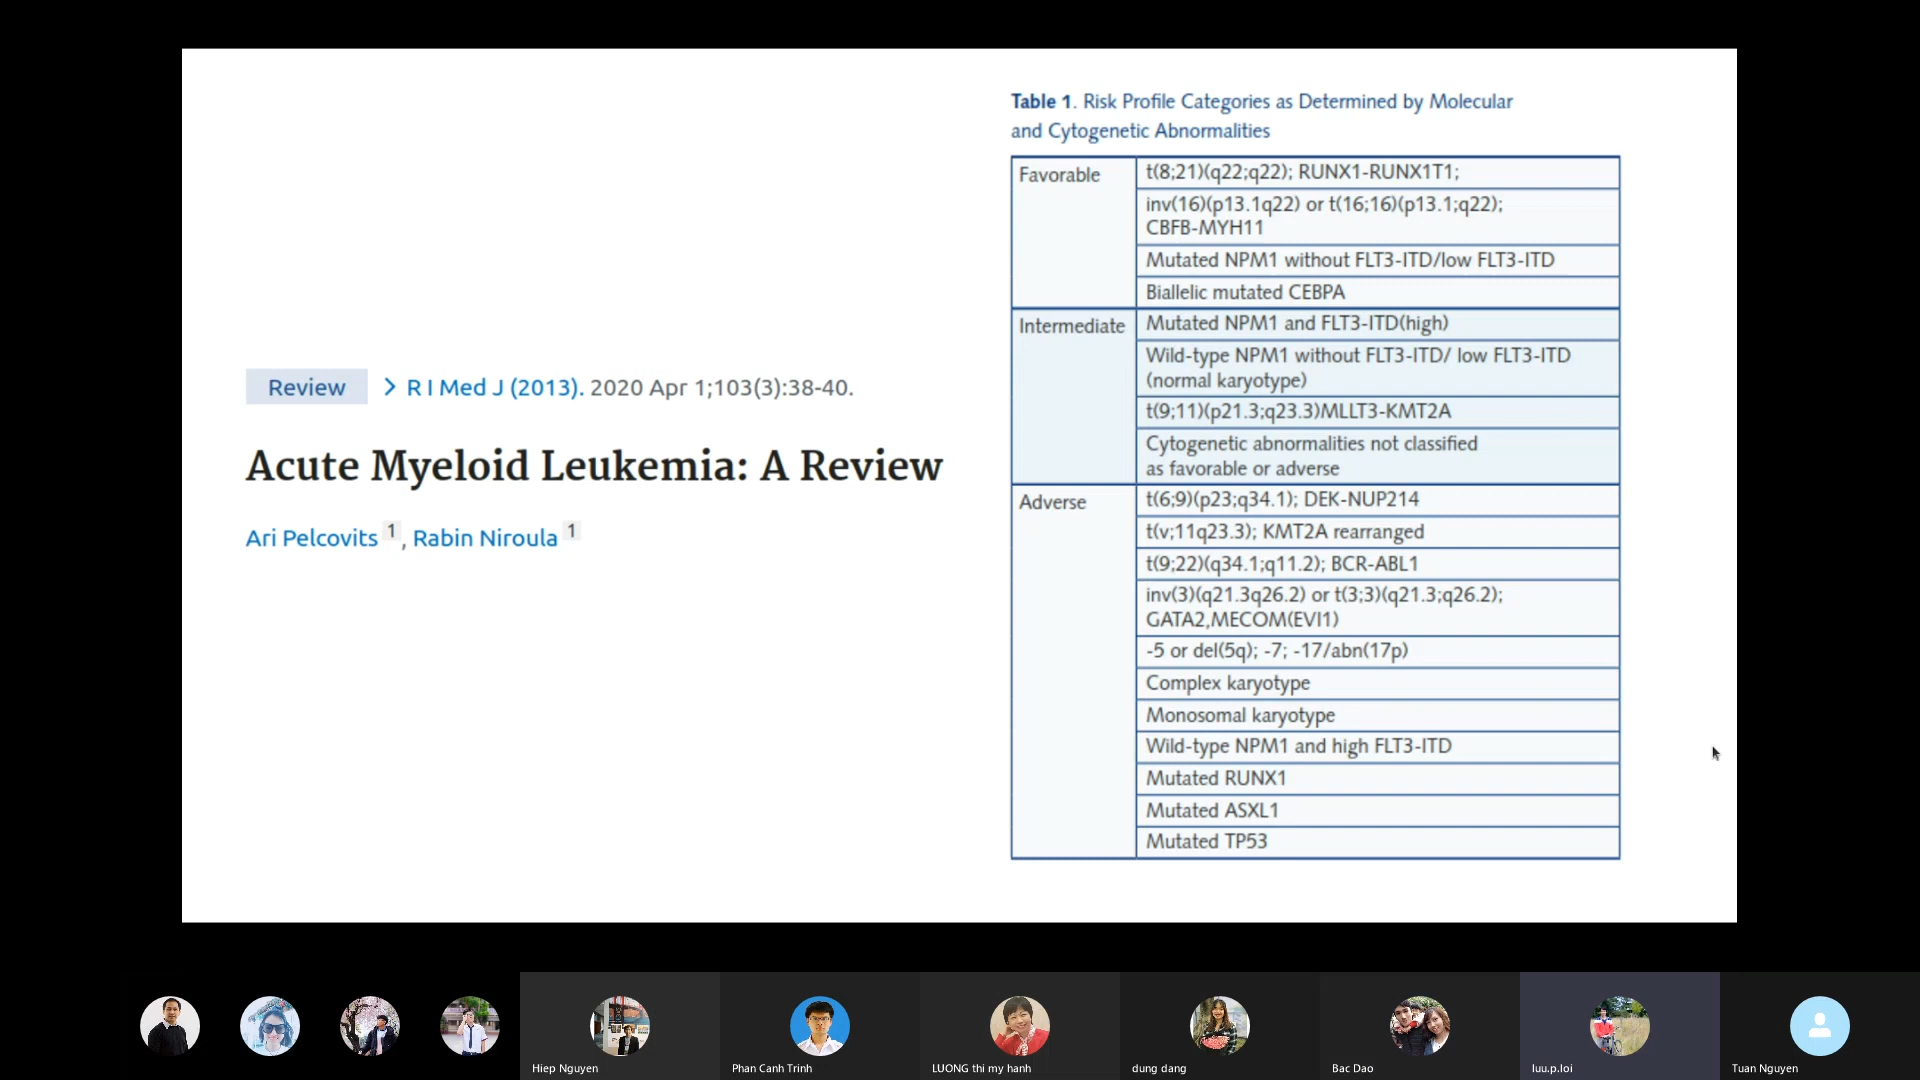 Review > R I Med J (2013). 2020 Apr 1;103(3):38-40.
Acute Myeloid Leukemia: A Review
Ari Pelcovits 1 , Rabin Niroula 1
Table 1. Risk Profile Categories as Determined by Molecular
and Cytogenetic Abnormalities
Favorable
t(8;21)(q22;q22); RUNX1-RUNX1T1;
inv(16)(p13.1q22) or t(16;16)(p13.1;q22);
CBFB-MYH11
Mutated NPM1 without FLT3-ITD/low FLT3-ITD
Biallelic mutated CEBPA
Intermediate
Mutated NPM1 and FLT3-ITD(high)
Wild-type NPM1 without FLT3-ITD/ low FLT3-ITD
(normal karyotype)
t(9;11)(p21.3;q23.3)MLLT3-KMT2A
Cytogenetic abnormalities not classified
as favorable or adverse
Adverse
t(6;9)(p23;q34.1); DEK-NUP214
t(v;11q23.3); KMT2A rearranged
t(9;22)(q34.1;q11.2); BCR-ABL1
inv(3)(q21.3q26.2) or t(3;3)(q21.3;q26.2);
GATA2,MECOM(EVI1)
-5 or del(5q); -7; -17/abn(17p)
Complex karyotype
Monosomal karyotype
Wild-type NPM1 and high FLT3-ITD
Mutated RUNX1
Mutated ASXL1
Mutated TP53
Hiep Nguyen
Phan Canh Trinh
LUONG thi my hanh
dung dang
Bac Dao
luu.p.loi
Tuan Nguyen